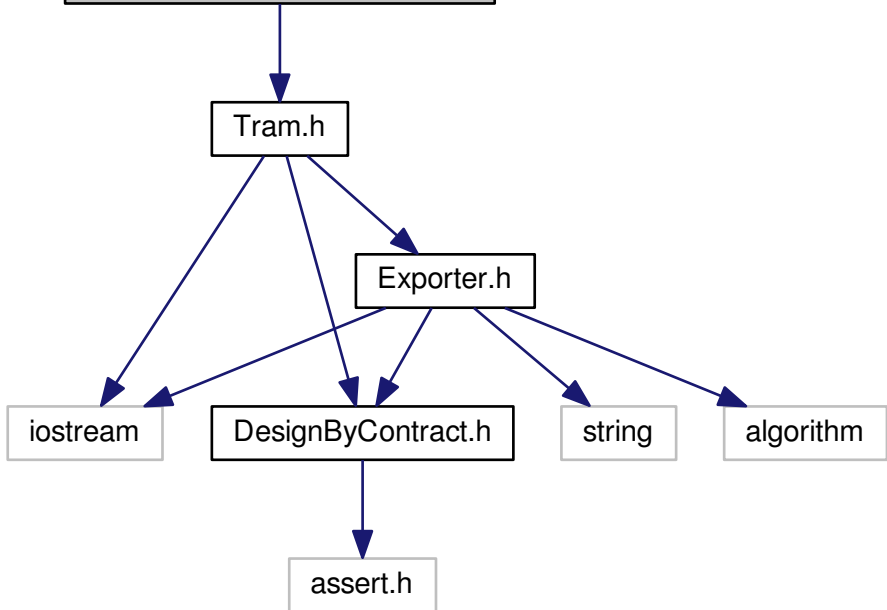 Tram.h
Exporter.h
iostream
DesignByContract.h
string
algorithm
assert.h